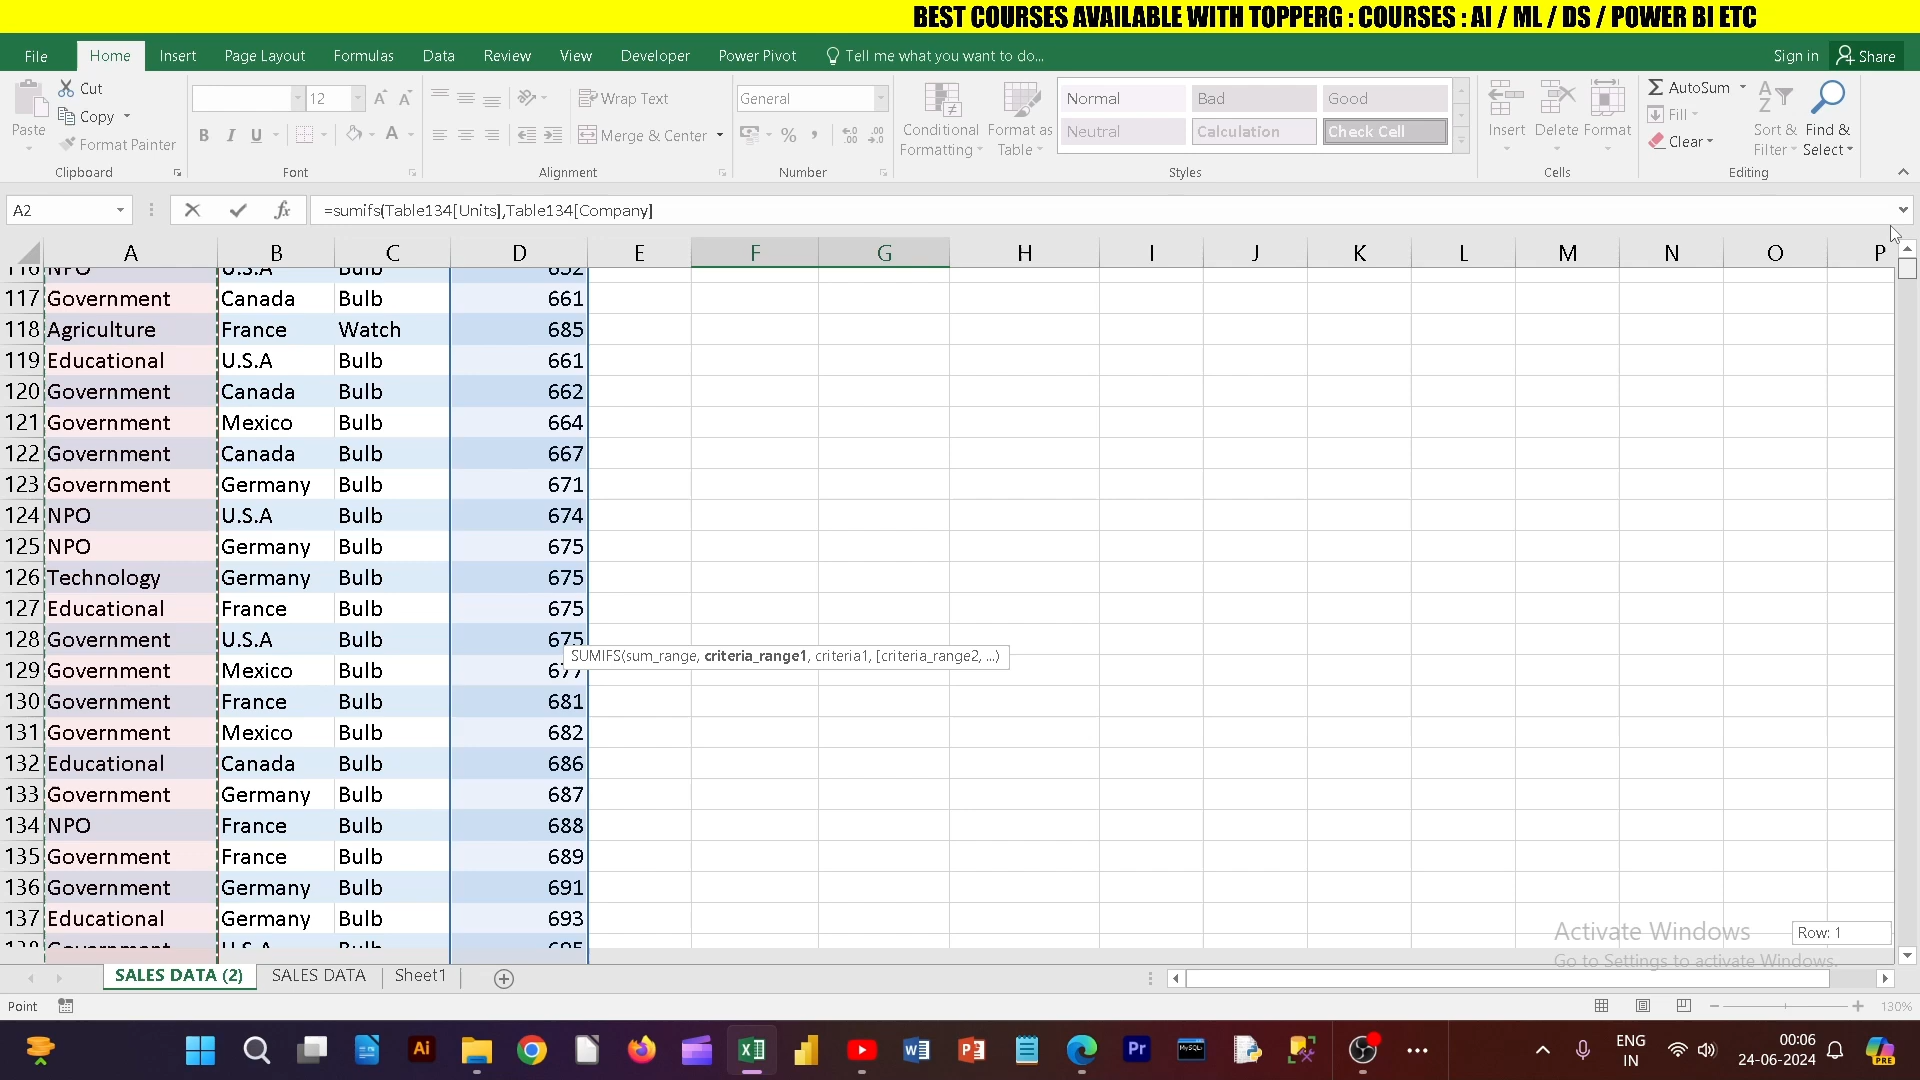 BEST COURSES AVAILABLE WITH TOPPERG : COURSES : AI / ML / DS / POWER BI ETC
File Home Insert Page Layout Formulas Data Review View Developer Power Pivot Tell me what you want to do... Sign in Share
Cut
Copy
Format Painter
Paste
Clipboard
12
A A
B I U A
Font
Wrap Text
Merge & Center
Alignment
General
%
Number
Conditional Formatting
Format as Table
Normal Bad Good
Neutral Calculation Check Cell
Styles
Insert Delete Format
Cells
AutoSum
Fill
Clear
Sort & Filter
Find & Select
Editing
A2 fx =sumifs(Table134[Units],Table134[Company]
A B C D E F G H I J K L M N O P
117 Government Canada Bulb 661
118 Agriculture France Watch 685
119 Educational U.S.A Bulb 661
120 Government Canada Bulb 662
121 Government Mexico Bulb 664
122 Government Canada Bulb 667
123 Government Germany Bulb 671
124 NPO U.S.A Bulb 674
125 NPO Germany Bulb 675
126 Technology Germany Bulb 675
127 Educational France Bulb 675
128 Government U.S.A Bulb 675
SUMIFS(sum_range, criteria_range1, criteria1, [criteria_range2, ...)
129 Government Mexico Bulb 677
130 Government France Bulb 681
131 Government Mexico Bulb 682
132 Educational Canada Bulb 686
133 Government Germany Bulb 687
134 NPO France Bulb 688
135 Government France Bulb 689
136 Government Germany Bulb 691
137 Educational Germany Bulb 693
Activate Windows
Go to Settings to activate Windows.
Row: 1
SALES DATA (2) SALES DATA Sheet1
Point 130%
Ai Pr MySQL
ENG
IN
00:06
24-06-2024
PRE